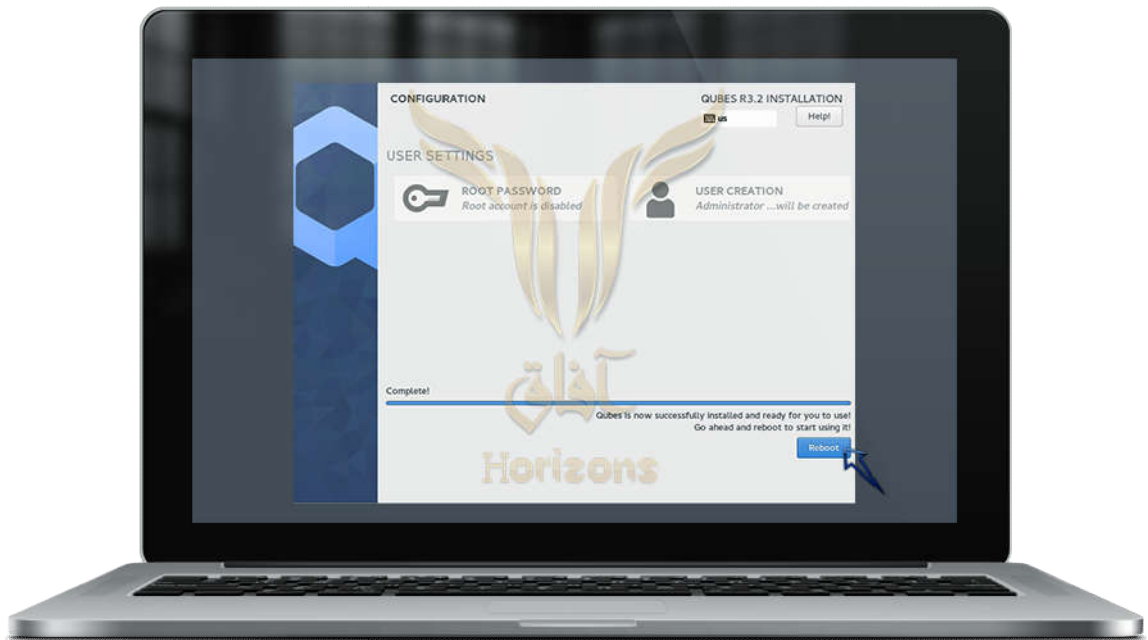 CONFIGURATION
QUBES R3.2 INSTALLATION
us
Help!
USER SETTINGS
ROOT PASSWORD
Root account is disabled
USER CREATION
Administrator ...will be created
آفاق
Horizons
Complete!
Qubes is now successfully installed and ready for you to use!
Go ahead and reboot to start using it!
Reboot